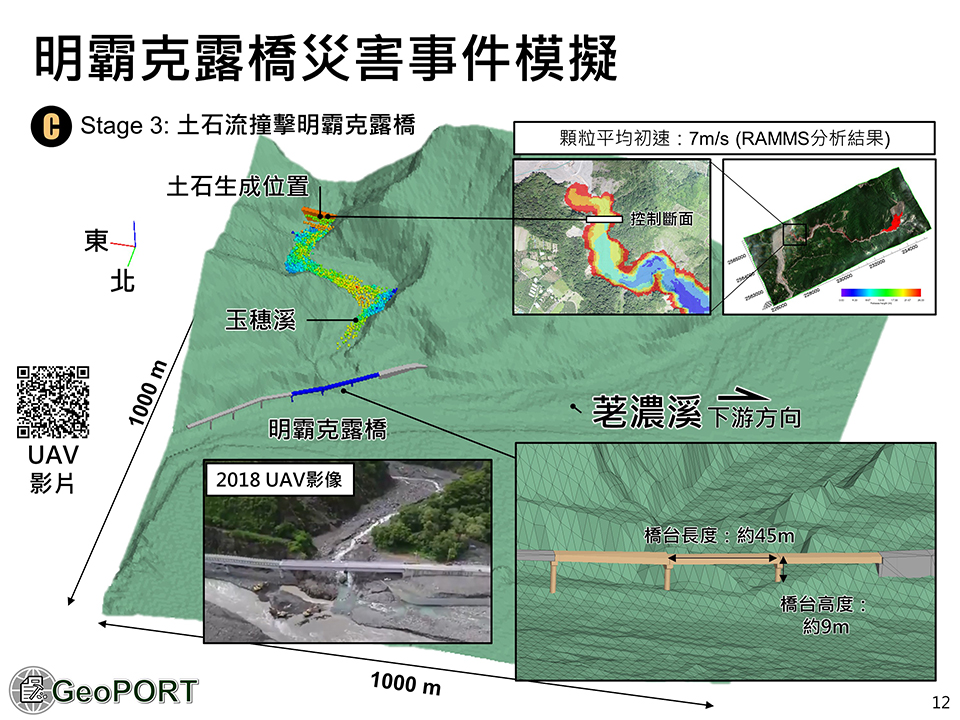 明霸克露橋災害事件模擬
C Stage 3: 土石流撞擊明霸克露橋
顆粒平均初速：7m/s (RAMMS分析結果)
土石生成位置
控制斷面
東
北
玉穗溪
1000 m
荖濃溪 下游方向
明霸克露橋
UAV
影片
2018 UAV影像
橋台長度：約45m
橋台高度：
約9m
1000 m
GeoPORT
12